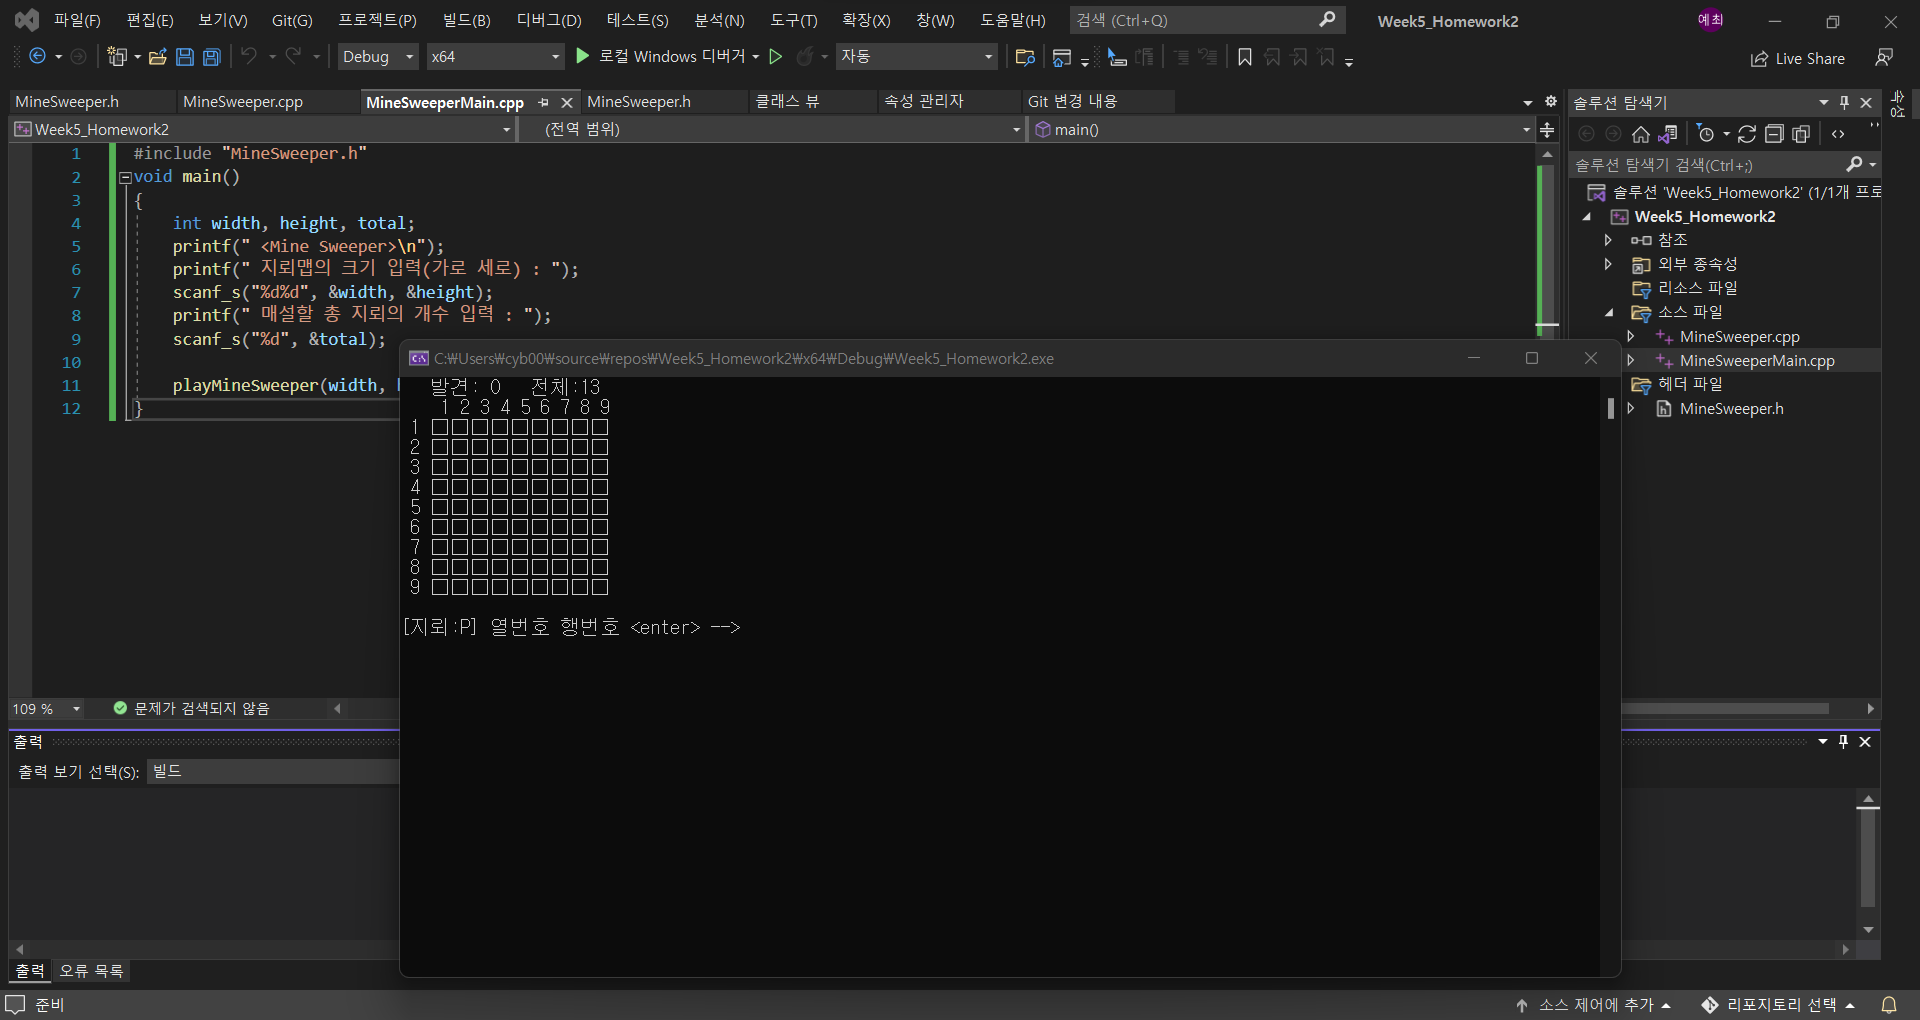 파일(F) 편집(E) 보기(V) Git(G) 프로젝트(P) 빌드(B) 디버그(D) 테스트(S) 분석(N) 도구(T) 확장(X) 창(W) 도움말(H) 검색 (Ctrl+Q) Week5_Homework2 예최
Debug x64 로컬 Windows 디버거 자동 Live Share
MineSweeper.h MineSweeper.cpp MineSweeperMain.cpp MineSweeper.h 클래스 뷰 속성 관리자 Git 변경 내용
Week5_Homework2 (전역 범위) main()
1 #include "MineSweeper.h"
2 void main()
3 {
4 int width, height, total;
5 printf(" <Mine Sweeper>\n");
6 printf(" 지뢰맵의 크기 입력(가로 세로) : ");
7 scanf_s("%d%d", &width, &height);
8 printf(" 매설할 총 지뢰의 개수 입력 : ");
9 scanf_s("%d", &total);
10
11 playMineSweeper(width,
12 }
C:\Users\cyb00\source\repos\Week5_Homework2\x64\Debug\Week5_Homework2.exe
발견: 0 전체:13
1 2 3 4 5 6 7 8 9
1 □□□□□□□□□
2 □□□□□□□□□
3 □□□□□□□□□
4 □□□□□□□□□
5 □□□□□□□□□
6 □□□□□□□□□
7 □□□□□□□□□
8 □□□□□□□□□
9 □□□□□□□□□
[지뢰:P] 열번호 행번호 <enter> -->
솔루션 탐색기
솔루션 탐색기 검색(Ctrl+;)
솔루션 'Week5_Homework2' (1/1개 프로
Week5_Homework2
참조
외부 종속성
리소스 파일
소스 파일
MineSweeper.cpp
MineSweeperMain.cpp
헤더 파일
MineSweeper.h
속성
109 % 문제가 검색되지 않음
출력
출력 보기 선택(S): 빌드
출력 오류 목록
준비 소스 제어에 추가 리포지토리 선택